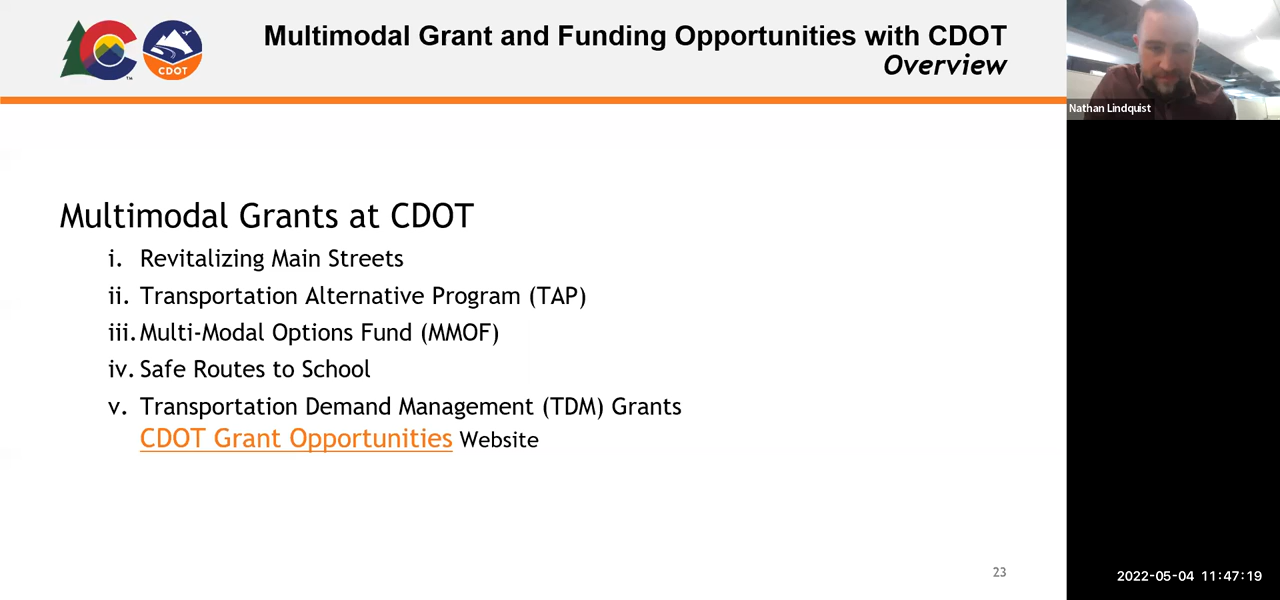 Multimodal Grant and Funding Opportunities with CDOT
Overview
CDOT
TM
Nathan Lindquist
Multimodal Grants at CDOT
i. Revitalizing Main Streets
ii. Transportation Alternative Program (TAP)
iii. Multi-Modal Options Fund (MMOF)
iv. Safe Routes to School
v. Transportation Demand Management (TDM) Grants
CDOT Grant Opportunities Website
23
2022-05-04 11:47:19